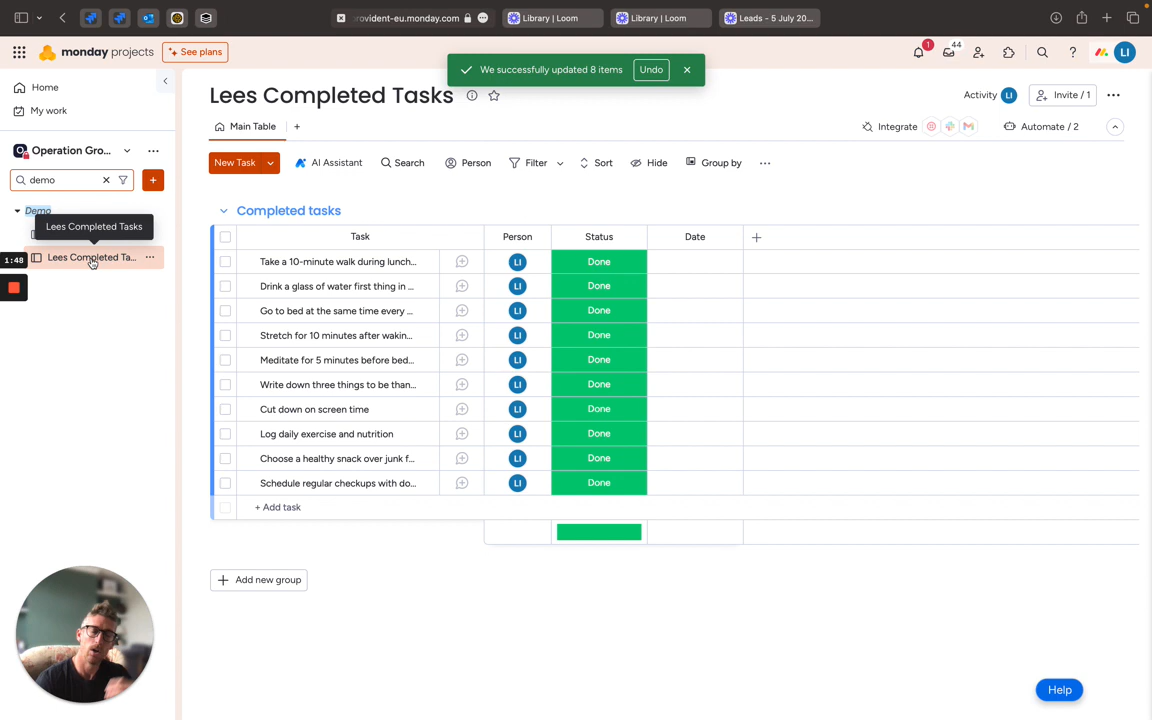 rovident-eu.monday.com
Library | Loom
Library | Loom
Leads - 5 July 20...
monday projects
See plans
1
44
LI
We successfully updated 8 items
Undo
Home
My work
Operation Gro...
demo
Demo
Lees Completed Tasks
Lees Completed Ta...
1:48
Lees Completed Tasks
Activity
LI
Invite / 1
Main Table
Integrate
Automate / 2
New Task
AI Assistant
Search
Person
Filter
Sort
Hide
Group by
Completed tasks
Task
Person
Status
Date
Take a 10-minute walk during lunch...
LI
Done
Drink a glass of water first thing in ...
LI
Done
Go to bed at the same time every ...
LI
Done
Stretch for 10 minutes after wakin...
LI
Done
Meditate for 5 minutes before bed...
LI
Done
Write down three things to be than...
LI
Done
Cut down on screen time
LI
Done
Log daily exercise and nutrition
LI
Done
Choose a healthy snack over junk f...
LI
Done
Schedule regular checkups with do...
LI
Done
+ Add task
Add new group
Help